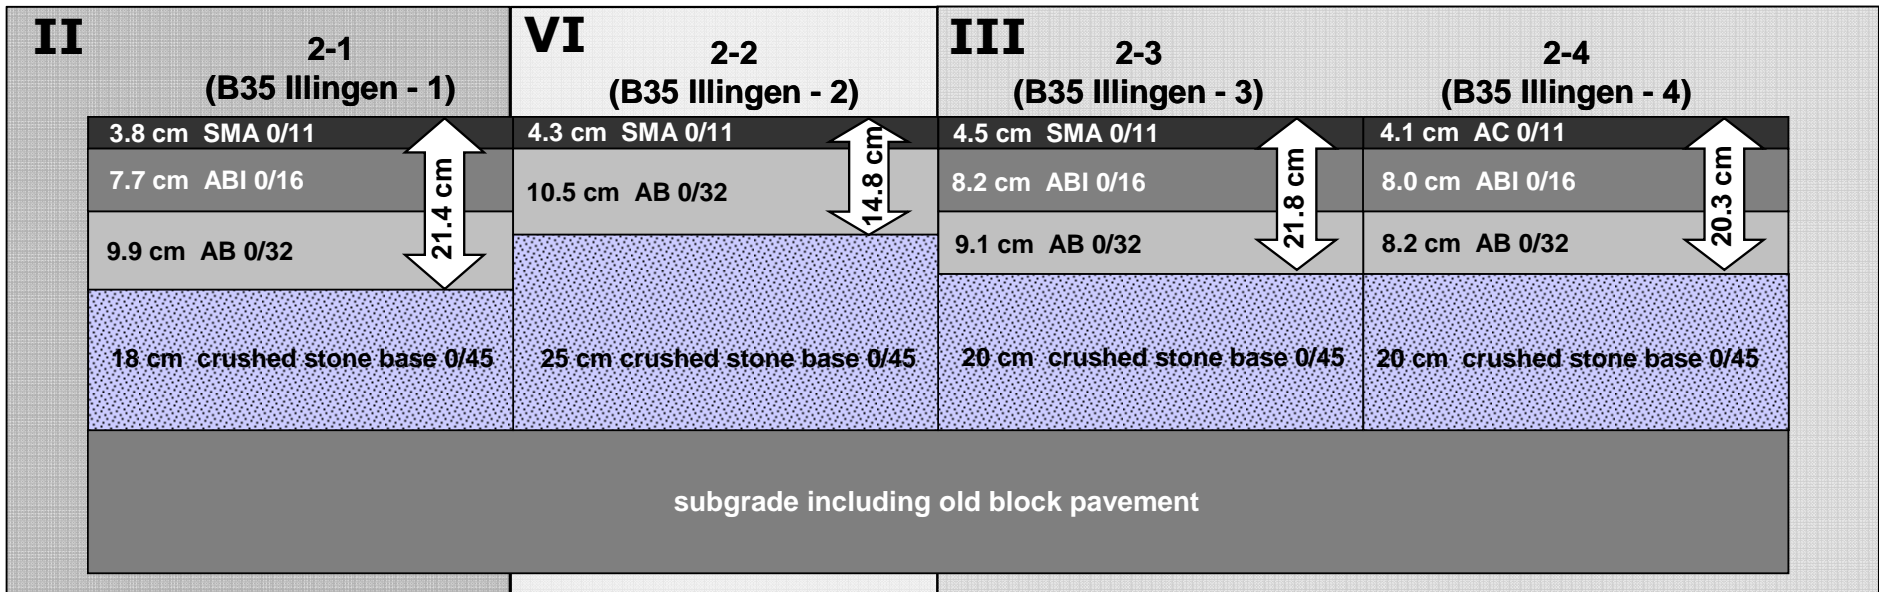 II
2-1
(B35 Illingen - 1)
3.8 cm  SMA 0/11
7.7 cm  ABI 0/16
9.9 cm  AB 0/32
21.4 cm
18 cm  crushed stone base 0/45
VI
2-2
(B35 Illingen - 2)
4.3 cm  SMA 0/11
10.5 cm  AB 0/32
14.8 cm
25 cm crushed stone base 0/45
III
2-3
(B35 Illingen - 3)
4.5 cm  SMA 0/11
8.2 cm  ABI 0/16
9.1 cm  AB 0/32
21.8 cm
20 cm  crushed stone base 0/45
2-4
(B35 Illingen - 4)
4.1 cm  AC 0/11
8.0 cm  ABI 0/16
8.2 cm  AB 0/32
20.3 cm
20 cm  crushed stone base 0/45
subgrade including old block pavement